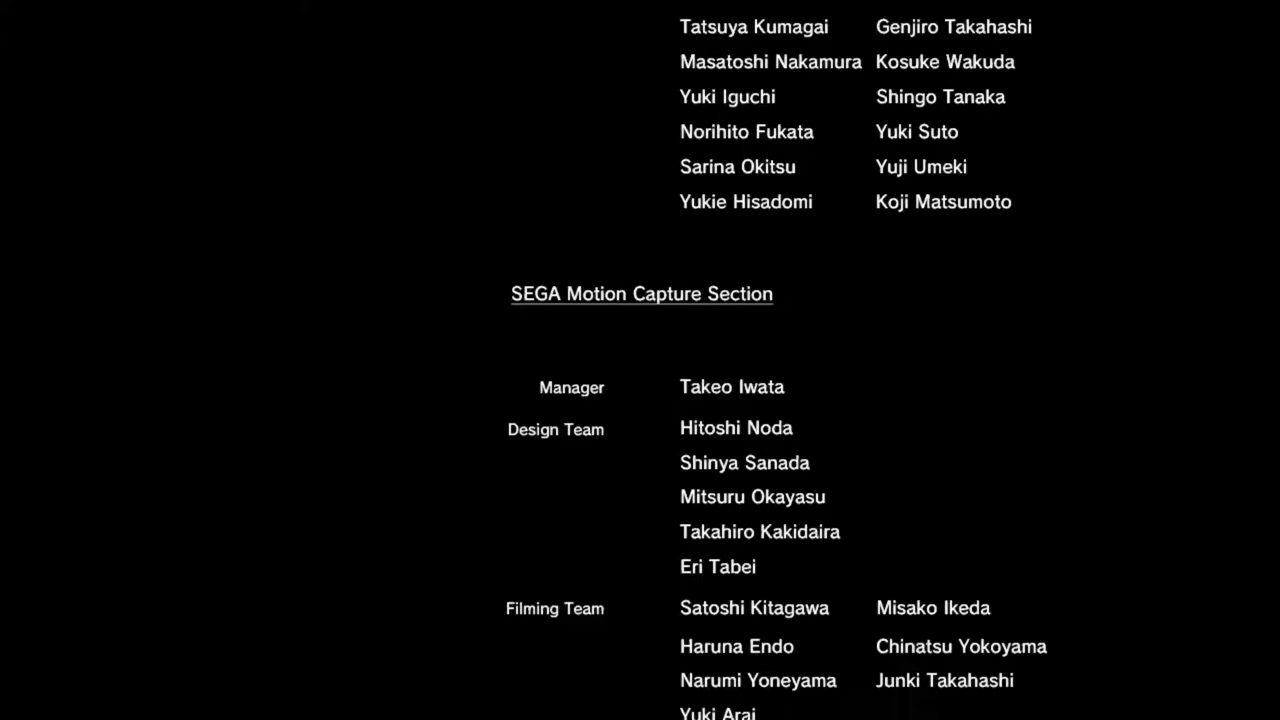 Tatsuya Kumagai Genjiro Takahashi
Masatoshi Nakamura Kosuke Wakuda
Yuki Iguchi Shingo Tanaka
Norihito Fukata Yuki Suto
Sarina Okitsu Yuji Umeki
Yukie Hisadomi Koji Matsumoto
SEGA Motion Capture Section
Manager Takeo Iwata
Design Team Hitoshi Noda
Shinya Sanada
Mitsuru Okayasu
Takahiro Kakidaira
Eri Tabei
Filming Team Satoshi Kitagawa Misako Ikeda
Haruna Endo Chinatsu Yokoyama
Narumi Yoneyama Junki Takahashi
Yuki Arai